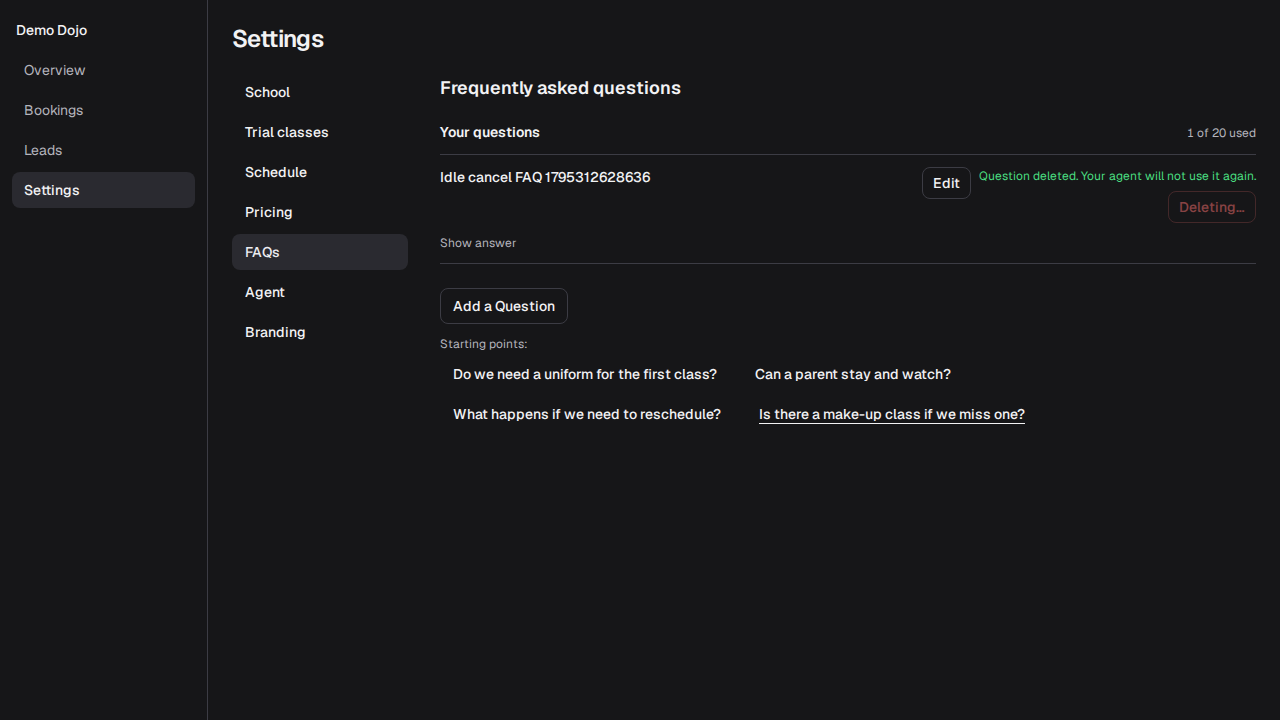 Demo Dojo
Overview
Bookings
Leads
Settings
Settings
School
Trial classes
Schedule
Pricing
FAQs
Agent
Branding
Frequently asked questions
Your questions
1 of 20 used
Idle cancel FAQ 1795312628636
Edit
Question deleted. Your agent will not use it again.
Deleting…
Show answer
Add a Question
Starting points:
Do we need a uniform for the first class?
Can a parent stay and watch?
What happens if we need to reschedule?
Is there a make-up class if we miss one?